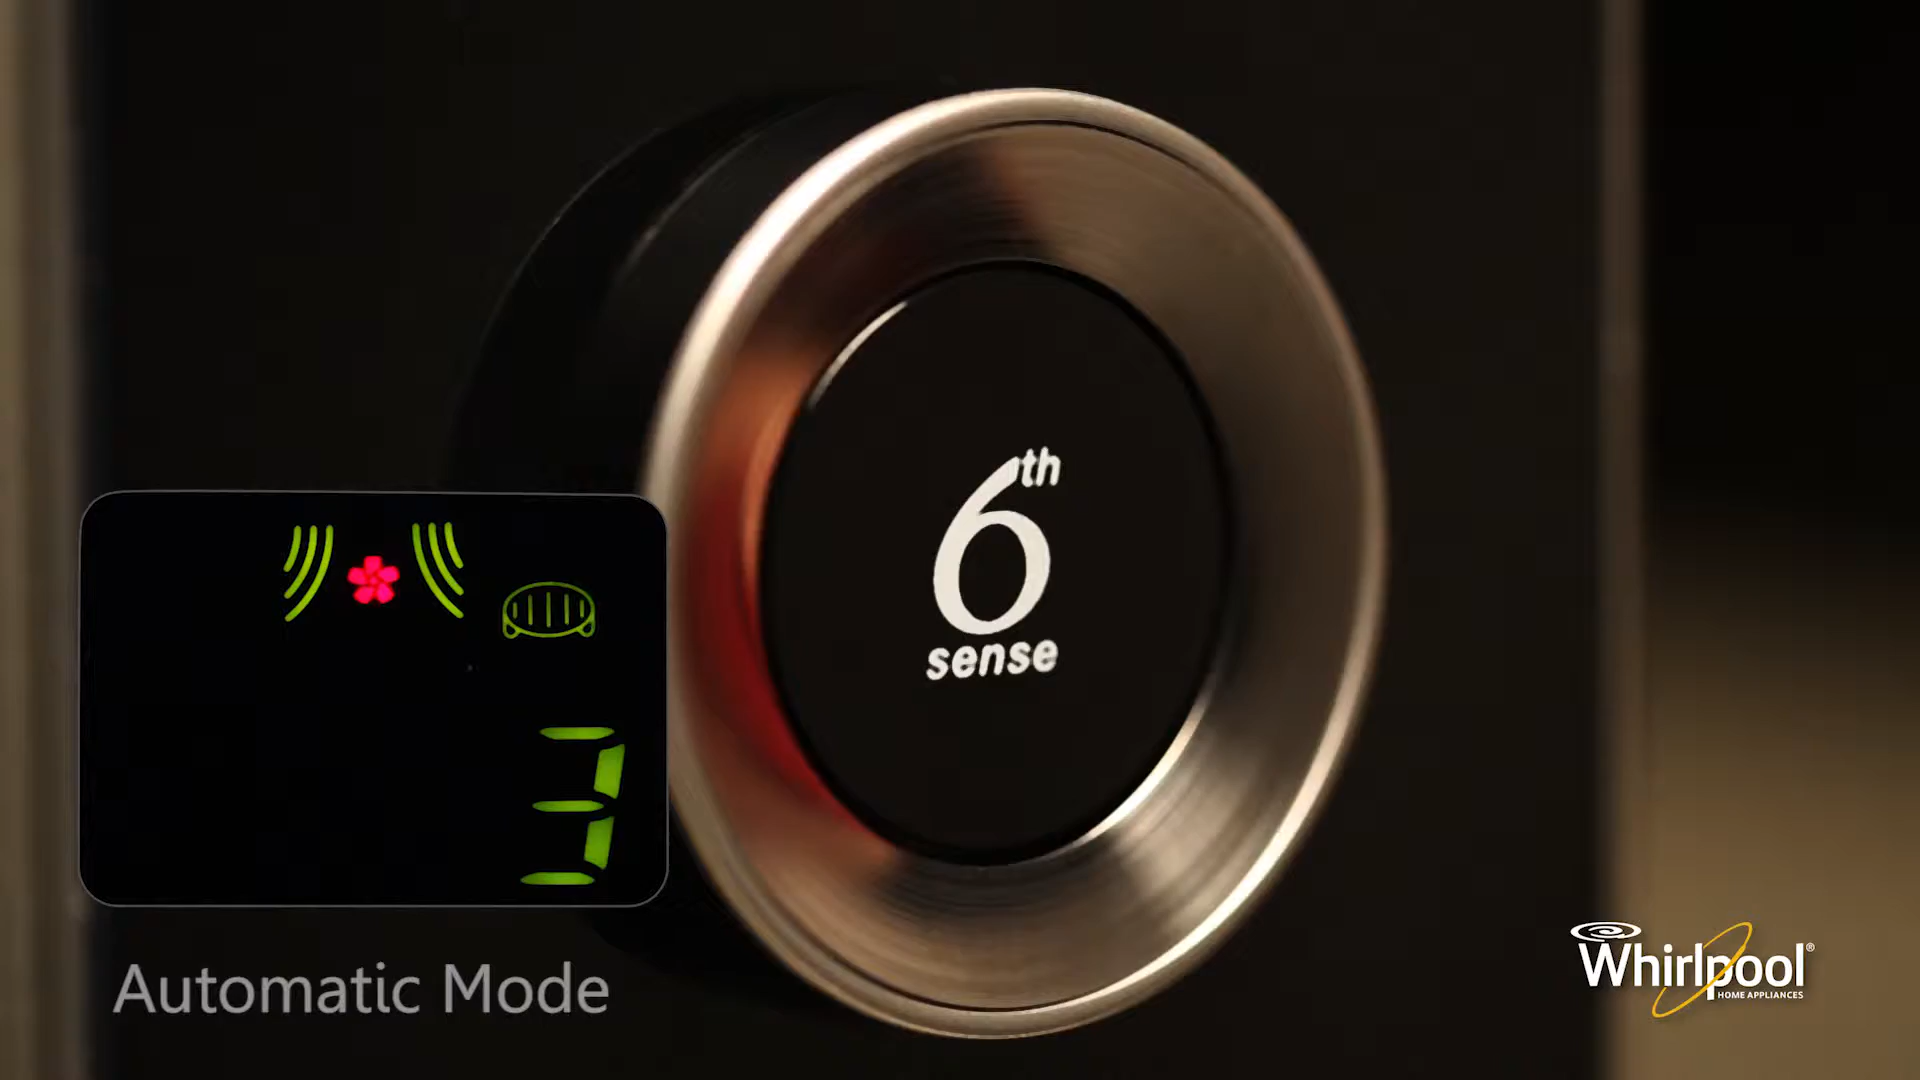 6th
sense
3
Automatic Mode
Whirlpool®
HOME APPLIANCES